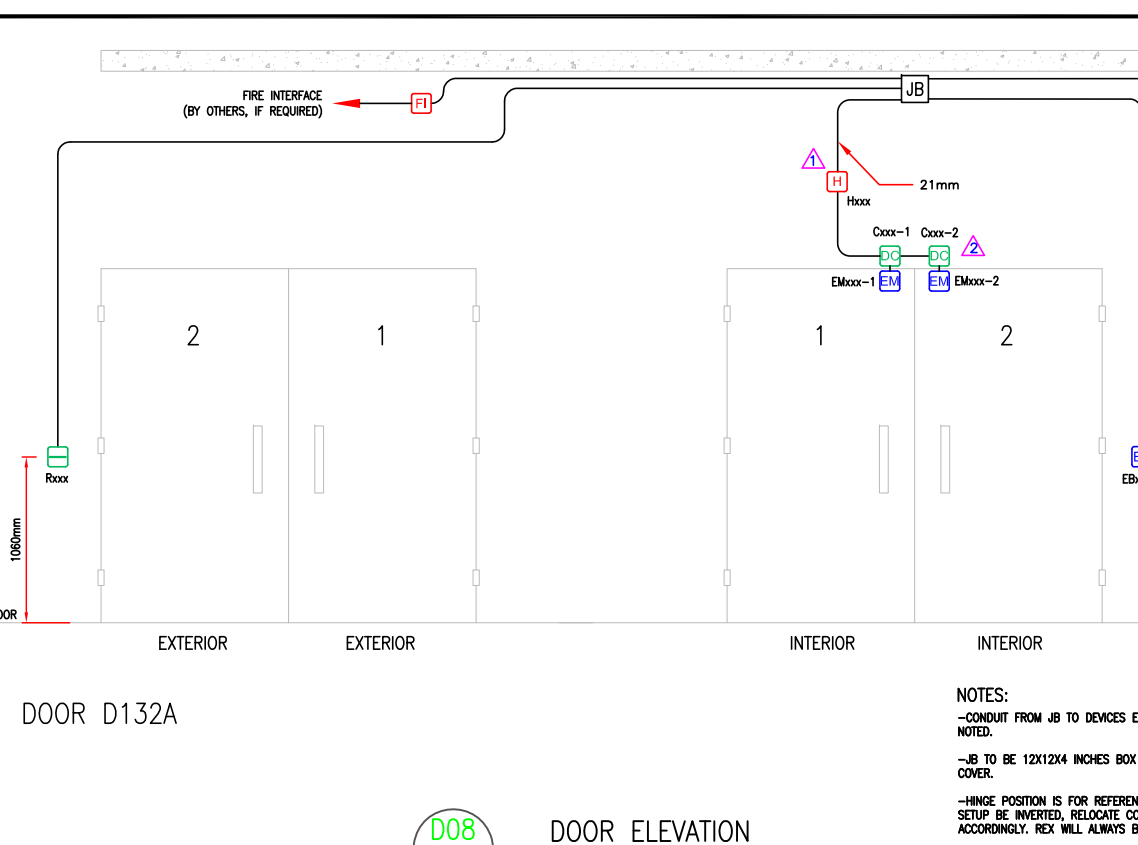 FIRE INTERFACE
(BY OTHERS, IF REQUIRED)
FI
JB
1
H
21mm
Hxxx
Cxxx-1 Cxxx-2
DC DC
2
EMxxx-1 EM EM EMxxx-2
2 1 1 2
Rxxx
EBx
1060mm
OOR
EXTERIOR EXTERIOR INTERIOR INTERIOR
DOOR D132A
NOTES:
-CONDUIT FROM JB TO DEVICES E
NOTED.
-JB TO BE 12X12X4 INCHES BOX
COVER.
-HINGE POSITION IS FOR REFEREN
SETUP BE INVERTED, RELOCATE CO
ACCORDINGLY. REX WILL ALWAYS B
D08
DOOR ELEVATION